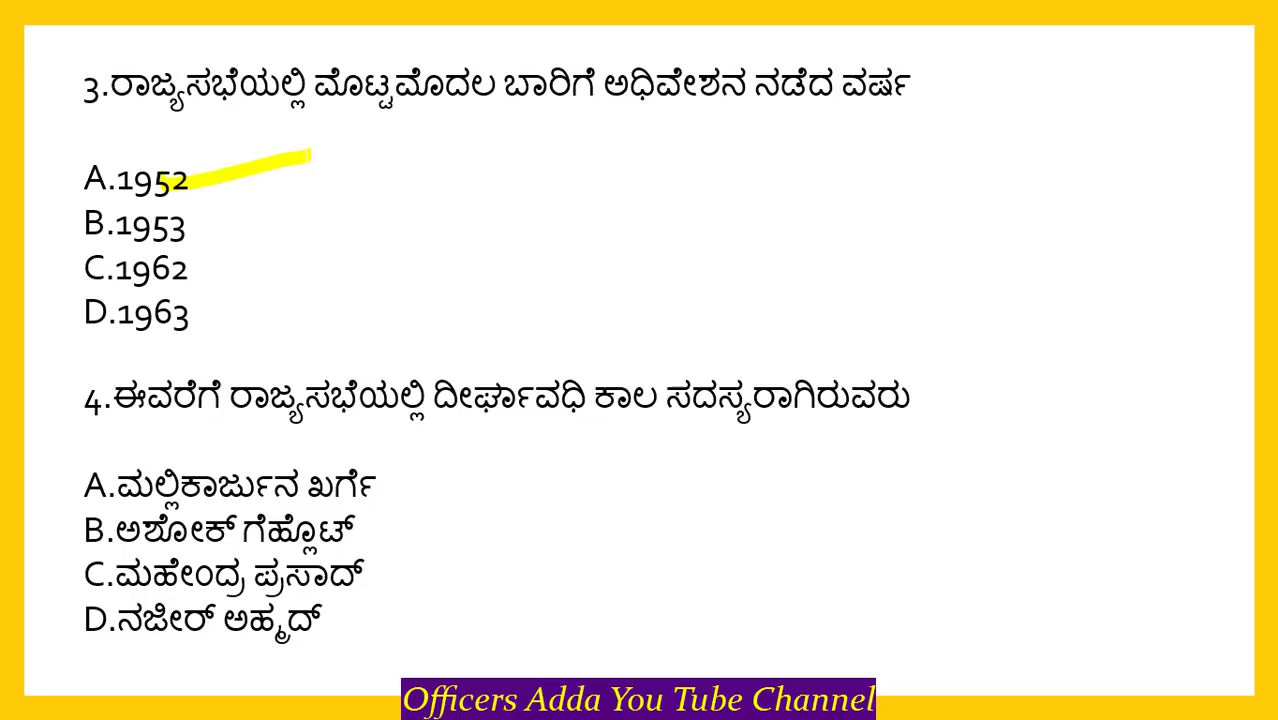 3.ರಾಜ್ಯಸಭೆಯಲ್ಲಿ ಮೊಟ್ಟಮೊದಲ ಬಾರಿಗೆ ಅಧಿವೇಶನ ನಡೆದ ವರ್ಷ
A.1952
B.1953
C.1962
D.1963
4.ಈವರೆಗೆ ರಾಜ್ಯಸಭೆಯಲ್ಲಿ ದೀರ್ಘಾವಧಿ ಕಾಲ ಸದಸ್ಯರಾಗಿರುವರು
A.ಮಲ್ಲಿಕಾರ್ಜುನ ಖರ್ಗೆ
B.ಅಶೋಕ್ ಗೆಹ್ಲೊಟ್
C.ಮಹೇಂದ್ರ ಪ್ರಸಾದ್
D.ನಜೀರ್ ಅಹ್ಮದ್
Officers Adda You Tube Channel